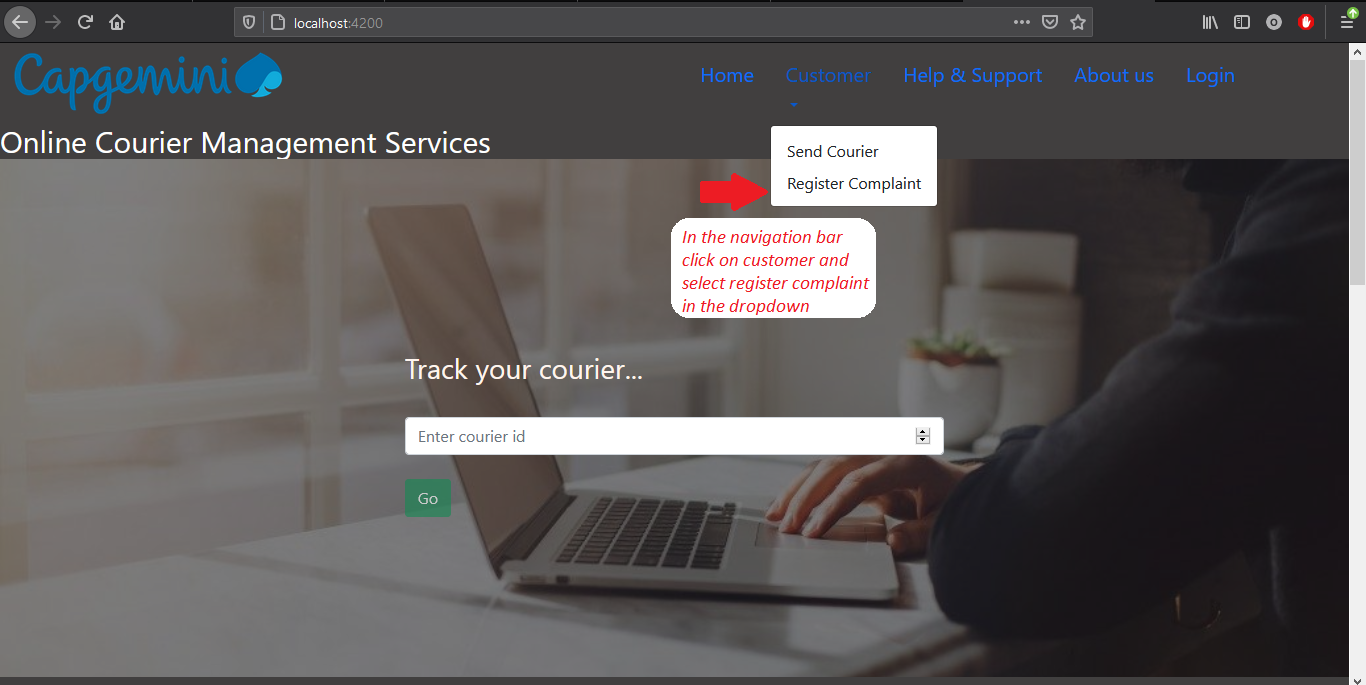 localhost:4200
Capgemini
Home Customer Help & Support About us Login
Online Courier Management Services
Send Courier
Register Complaint
In the navigation bar
click on customer and
select register complaint
in the dropdown
Track your courier...
Enter courier id
Go